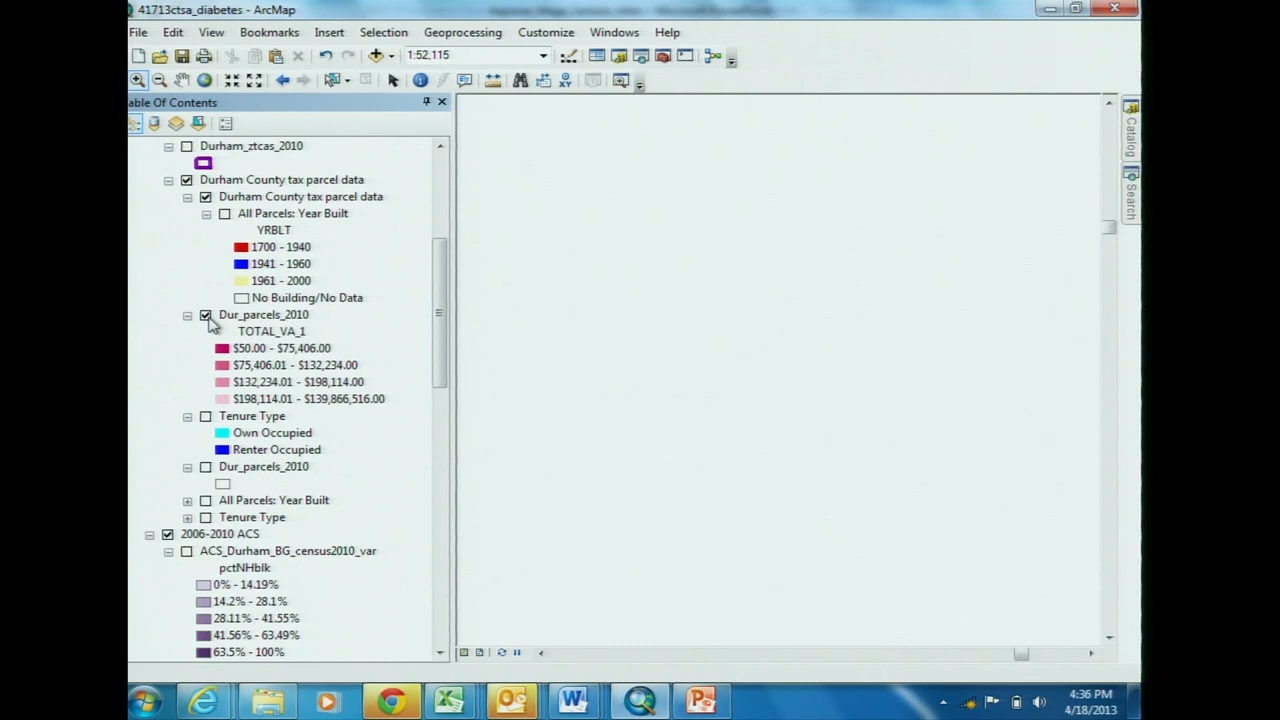 41713ctsa_diabetes - ArcMap
File Edit View Bookmarks Insert Selection Geoprocessing Customize Windows Help
1:52,115
able Of Contents
Durham_ztcas_2010
Durham County tax parcel data
Durham County tax parcel data
All Parcels: Year Built
YRBLT
1700 - 1940
1941 - 1960
1961 - 2000
No Building/No Data
Dur_parcels_2010
TOTAL_VA_1
$50.00 - $75,406.00
$75,406.01 - $132,234.00
$132,234.01 - $198,114.00
$198,114.01 - $139,866,516.00
Tenure Type
Own Occupied
Renter Occupied
Dur_parcels_2010
All Parcels: Year Built
Tenure Type
2006-2010 ACS
ACS_Durham_BG_census2010_var
pctNHblk
0% - 14.19%
14.2% - 28.1%
28.11% - 41.55%
41.56% - 63.49%
63.5% - 100%
Catalog
Search
4:36 PM
4/18/2013